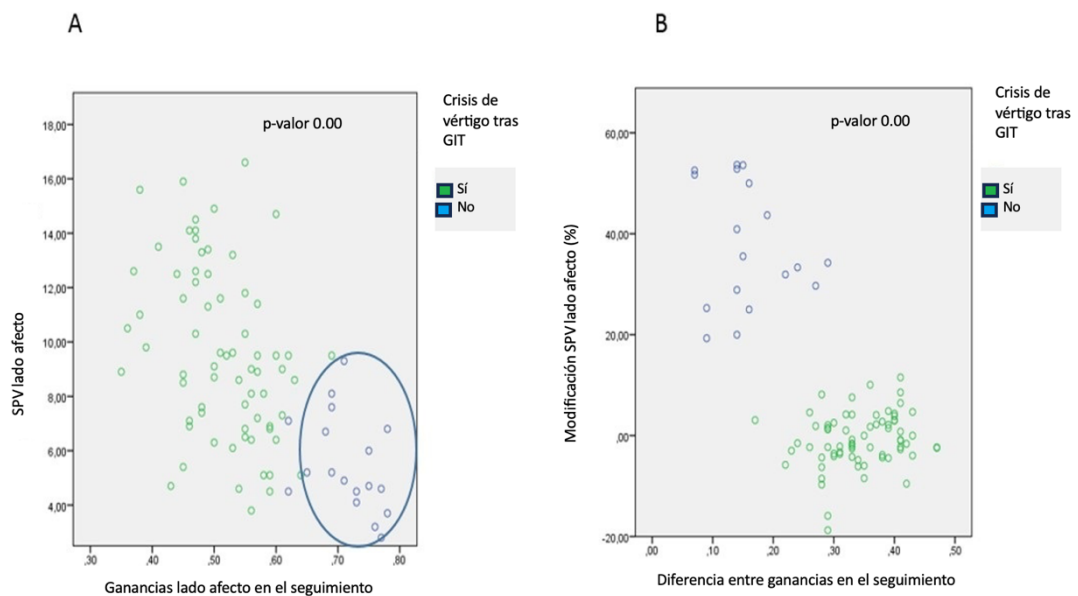 A
p-valor 0.00
Crisis de
vértigo tras
GIT
Sí
No
SPV lado afecto
18,00
16,00
14,00
12,00
10,00
8,00
6,00
4,00
,30
,40
,50
,60
,70
,80
Ganancias lado afecto en el seguimiento
B
p-valor 0.00
Crisis de
vértigo tras
GIT
Sí
No
Modificación SPV lado afecto (%)
60,00
40,00
20,00
,00
-20,00
,00
,10
,20
,30
,40
,50
Diferencia entre ganancias en el seguimiento